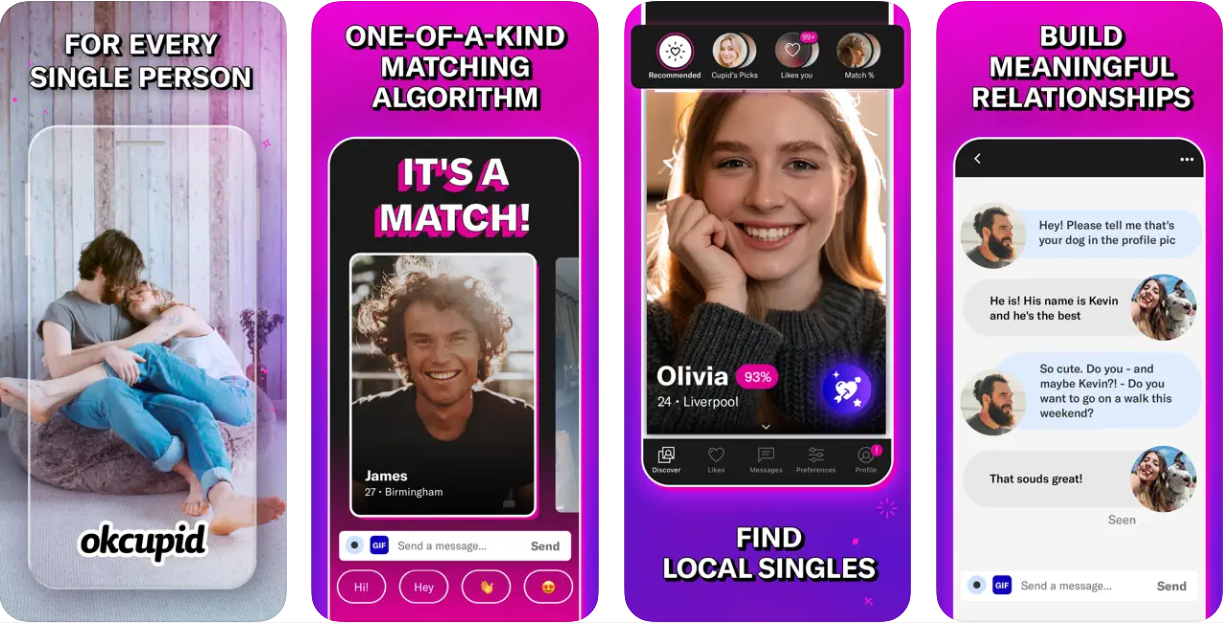 FOR EVERY
SINGLE PERSON
okcupid
ONE-OF-A-KIND
MATCHING
ALGORITHM
IT'S A
MATCH!
James
27 • Birmingham
GIF Send a message... Send
Hi! Hey
99+
Recommended Cupid's Picks Likes you Match %
Olivia 93%
24 • Liverpool
Discover Likes Messages Preferences Profile
FIND
LOCAL SINGLES
BUILD
MEANINGFUL
RELATIONSHIPS
Hey! Please tell me that's
your dog in the profile pic
He is! His name is Kevin
and he's the best
So cute. Do you - and
maybe Kevin?! - Do you
want to go on a walk this
weekend?
That souds great!
Seen
GIF Send a message... Send